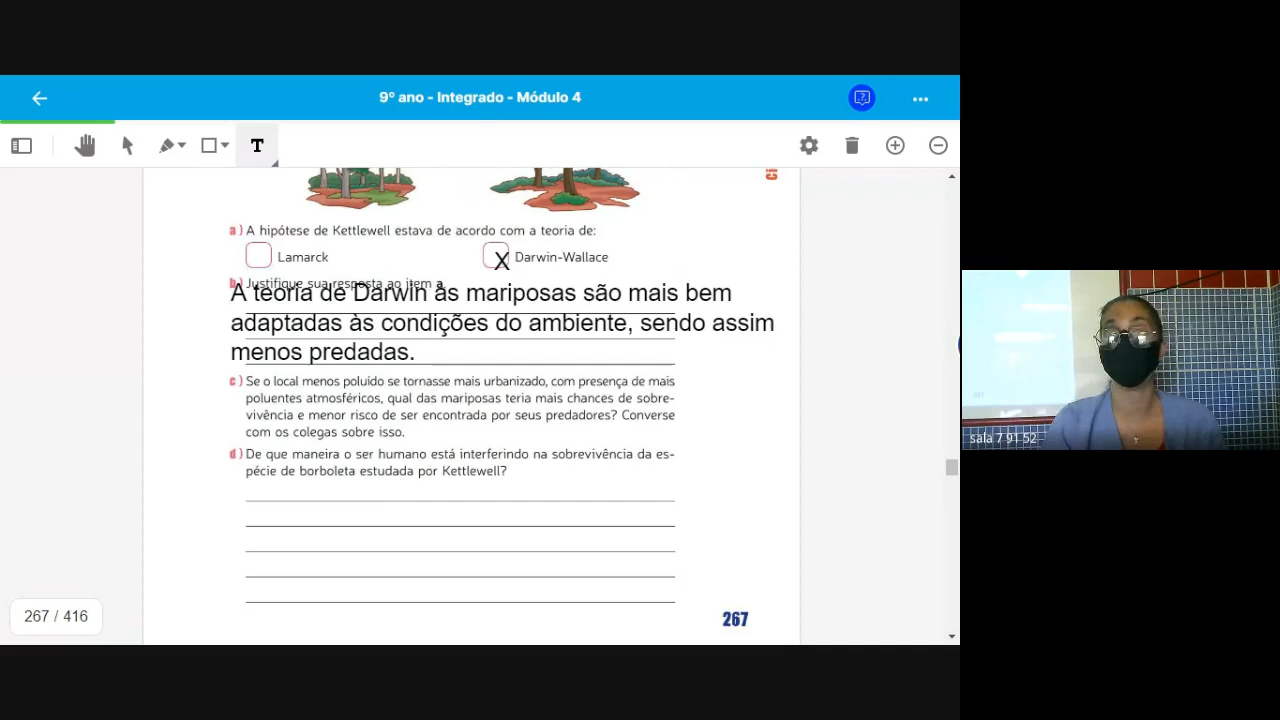 9º ano - Integrado - Módulo 4
T
Ci
a) A hipótese de Kettlewell estava de acordo com a teoria de:
Lamarck
X Darwin-Wallace
b) Justifique sua resposta ao item a.
A teoria de Darwin as mariposas são mais bem
adaptadas às condições do ambiente, sendo assim
menos predadas.
c) Se o local menos poluído se tornasse mais urbanizado, com presença de mais
poluentes atmosféricos, qual das mariposas teria mais chances de sobre-
vivência e menor risco de ser encontrada por seus predadores? Converse
com os colegas sobre isso.
d) De que maneira o ser humano está interferindo na sobrevivência da es-
pécie de borboleta estudada por Kettlewell?
267 / 416
267
sala 7 91 52